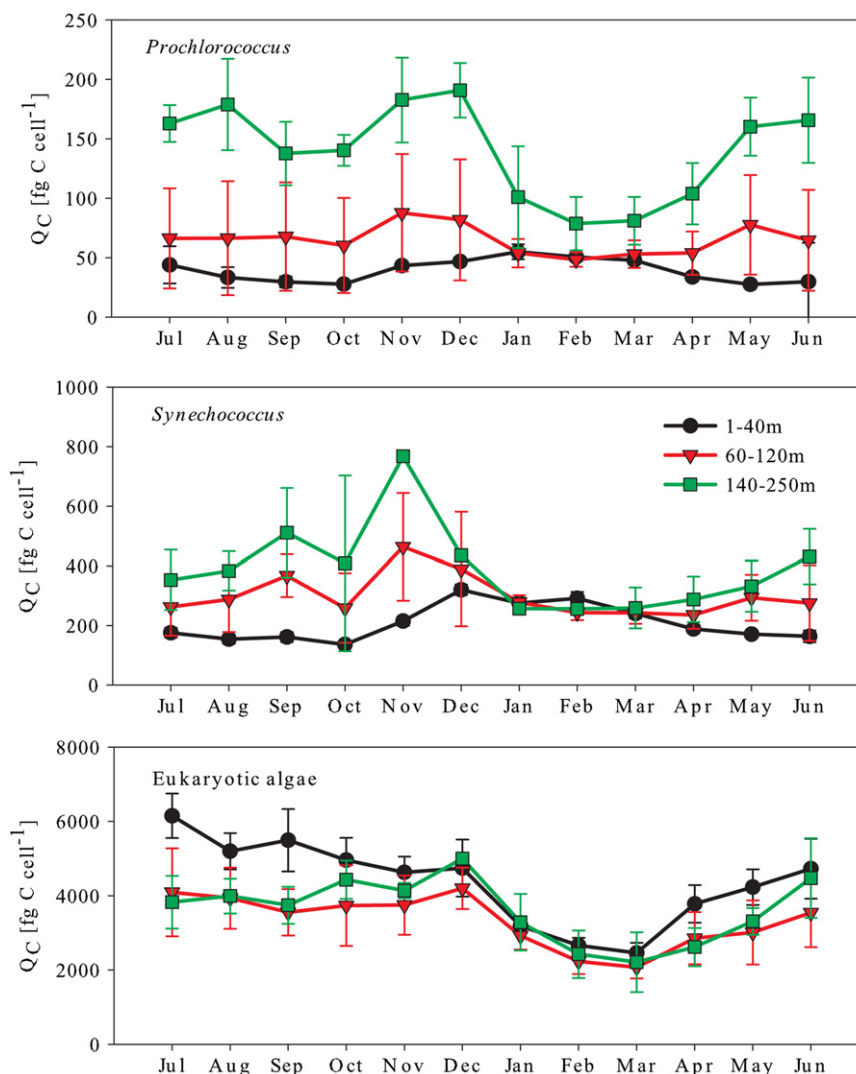 Prochlorococcus
Q_C [fg C cell⁻¹]
250
200
150
100
50
0
Jul Aug Sep Oct Nov Dec Jan Feb Mar Apr May Jun
Synechococcus
Q_C [fg C cell⁻¹]
1000
800
600
400
200
0
1-40m
60-120m
140-250m
Jul Aug Sep Oct Nov Dec Jan Feb Mar Apr May Jun
Eukaryotic algae
Q_C [fg C cell⁻¹]
8000
6000
4000
2000
0
Jul Aug Sep Oct Nov Dec Jan Feb Mar Apr May Jun